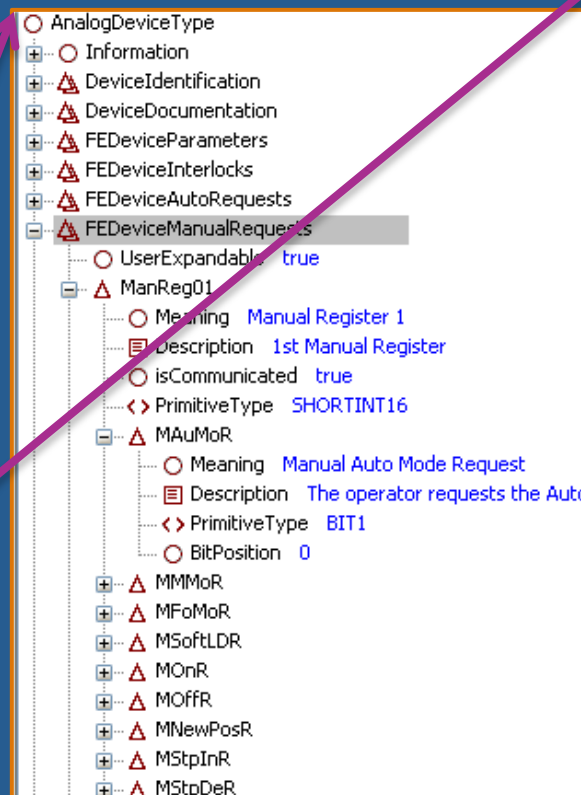 AnalogDeviceType
Information
DeviceIdentification
DeviceDocumentation
FEDeviceParameters
FEDeviceInterlocks
FEDeviceAutoRequests
FEDeviceManualRequests
UserExpandable true
ManReg01
Meaning Manual Register 1
Description 1st Manual Register
isCommunicated true
PrimitiveType SHORTINT16
MAuMoR
Meaning Manual Auto Mode Request
Description The operator requests the Auto
PrimitiveType BIT1
BitPosition 0
MMMoR
MFoMoR
MSoftLDR
MOnR
MOffR
MNewPosR
MStpInR
MStpDeR